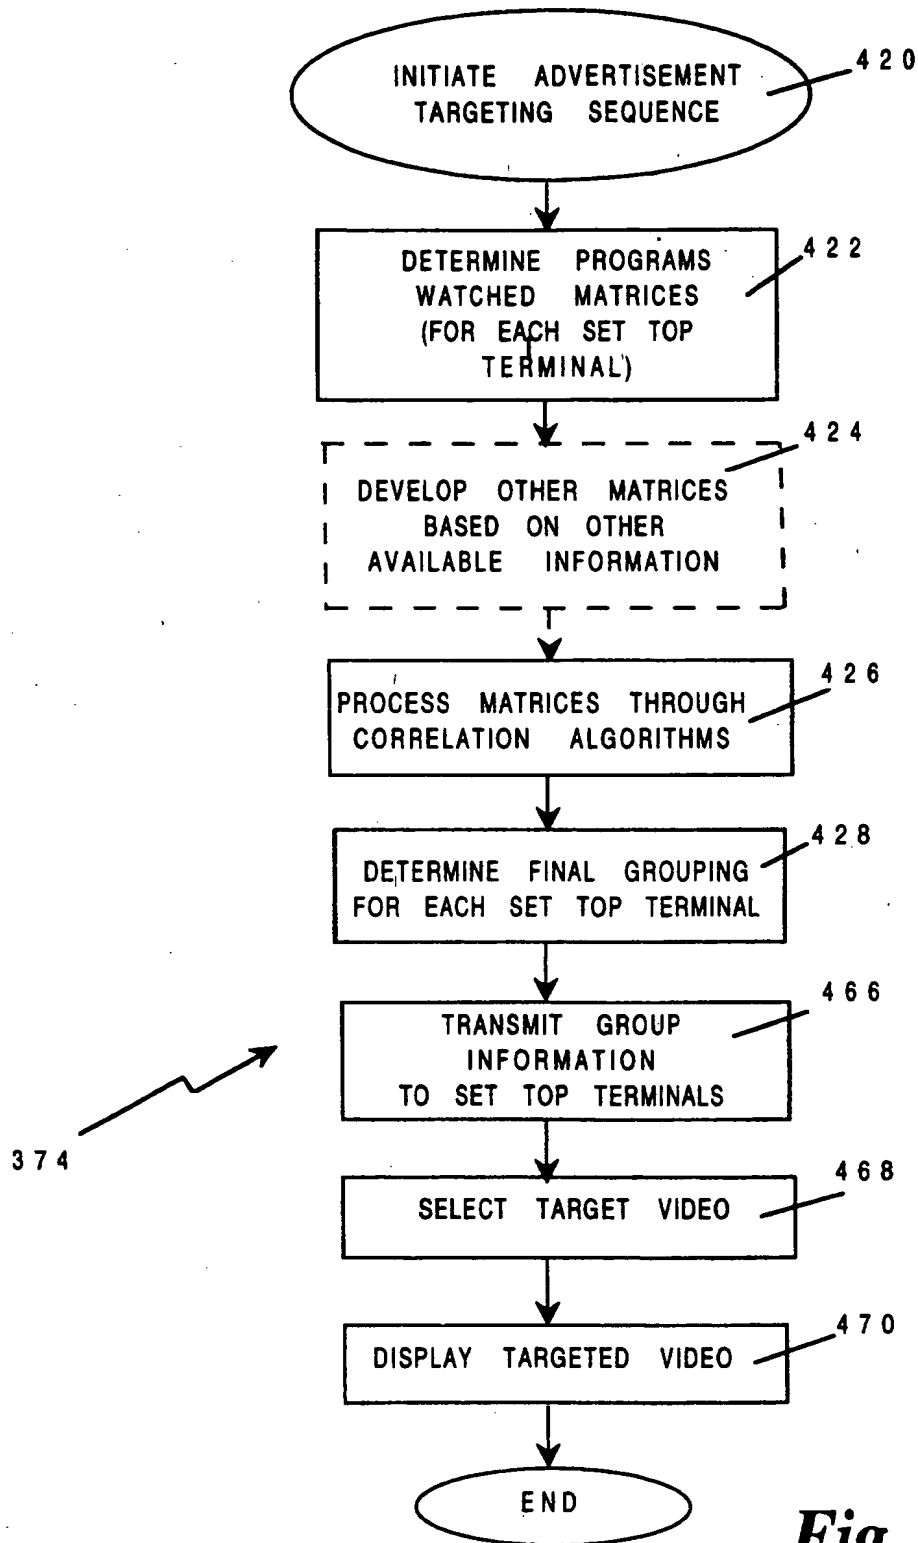 INITIATE ADVERTISEMENT
TARGETING SEQUENCE
420
DETERMINE PROGRAMS
WATCHED MATRICES
(FOR EACH SET TOP
TERMINAL)
422
424
DEVELOP OTHER MATRICES
BASED ON OTHER
AVAILABLE INFORMATION
426
PROCESS MATRICES THROUGH
CORRELATION ALGORITHMS
428
DETERMINE FINAL GROUPING
FOR EACH SET TOP TERMINAL
466
TRANSMIT GROUP
INFORMATION
TO SET TOP TERMINALS
374
468
SELECT TARGET VIDEO
470
DISPLAY TARGETED VIDEO
END
Fig